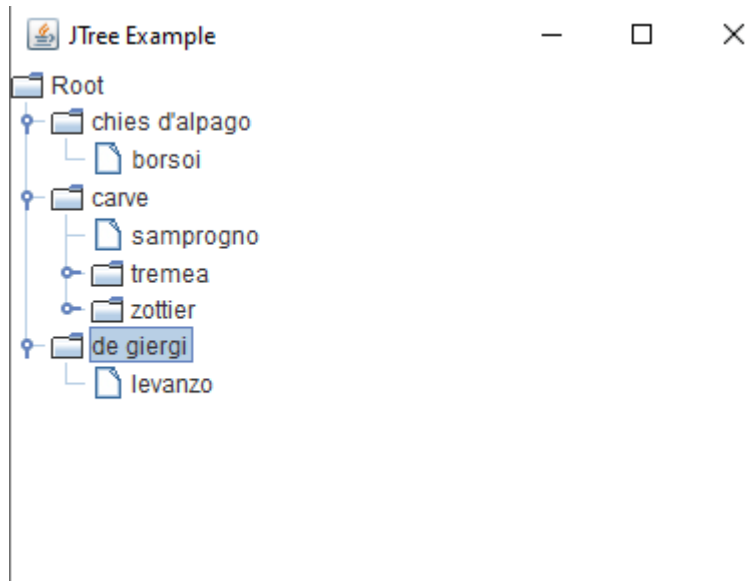 JTree Example
Root
chies d'alpago
borsoi
carve
samprogno
tremea
zottier
de giergi
levanzo